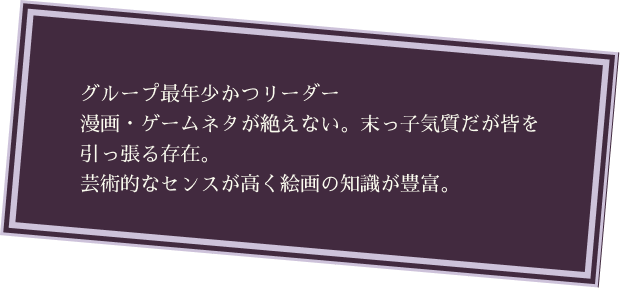 グループ最年少かつリーダー
漫画・ゲームネタが絶えない。末っ子気質だが皆を
引っ張る存在。
芸術的なセンスが高く絵画の知識が豊富。